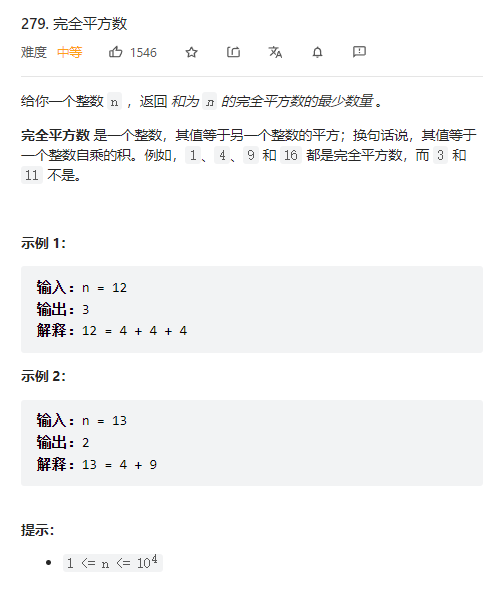 279. 完全平方数
难度 中等 1546
给你一个整数 n ，返回 和为 n 的完全平方数的最少数量 。
完全平方数 是一个整数，其值等于另一个整数的平方；换句话说，其值等于
一个整数自乘的积。例如，1、4、9 和 16 都是完全平方数，而 3 和
11 不是。
示例 1：
输入：n = 12
输出：3
解释：12 = 4 + 4 + 4
示例 2：
输入：n = 13
输出：2
解释：13 = 4 + 9
提示：
• 1 <= n <= 10⁴